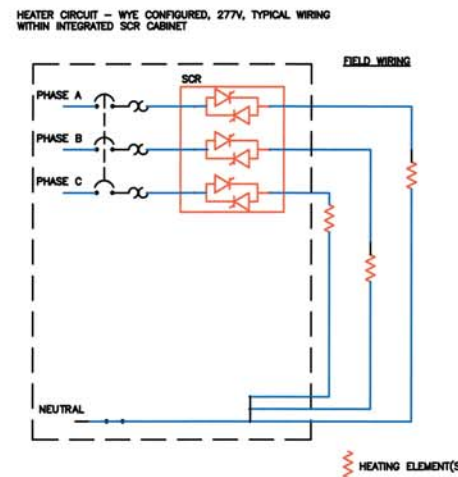 HEATER CIRCUIT - WYE CONFIGURED, 277V, TYPICAL WIRING
WITHIN INTEGRATED SCR CABINET
FIELD WIRING
SCR
PHASE A
PHASE B
PHASE C
NEUTRAL
HEATING ELEMENT(S